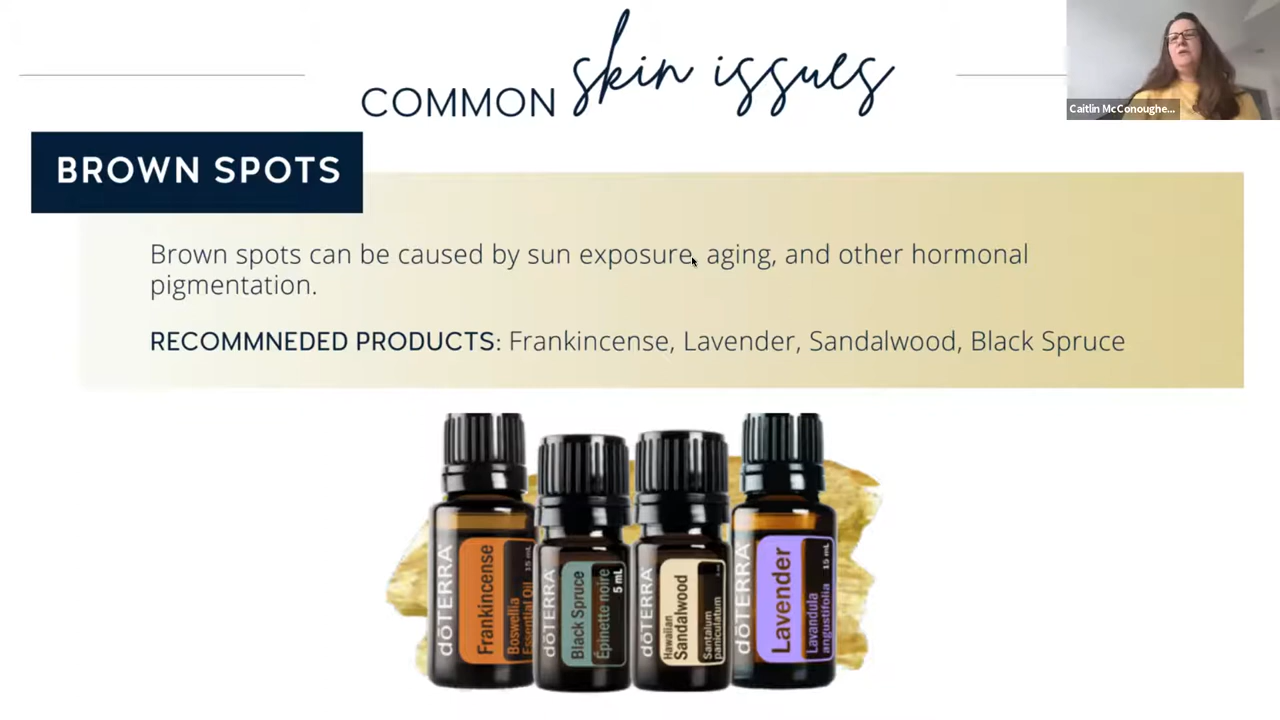 COMMON skin issues
Caitlin McConoughe...
BROWN SPOTS
Brown spots can be caused by sun exposure, aging, and other hormonal
pigmentation.
RECOMMNEDED PRODUCTS: Frankincense, Lavender, Sandalwood, Black Spruce
dōTERRA
Frankincense
Boswellia
Essential Oil
15 mL
dōTERRA
Black Spruce
Épinette noire
5 mL
dōTERRA
Hawaiian
Sandalwood
Santalum
paniculatum
dōTERRA
Lavender
Lavandula
angustifolia
15 mL